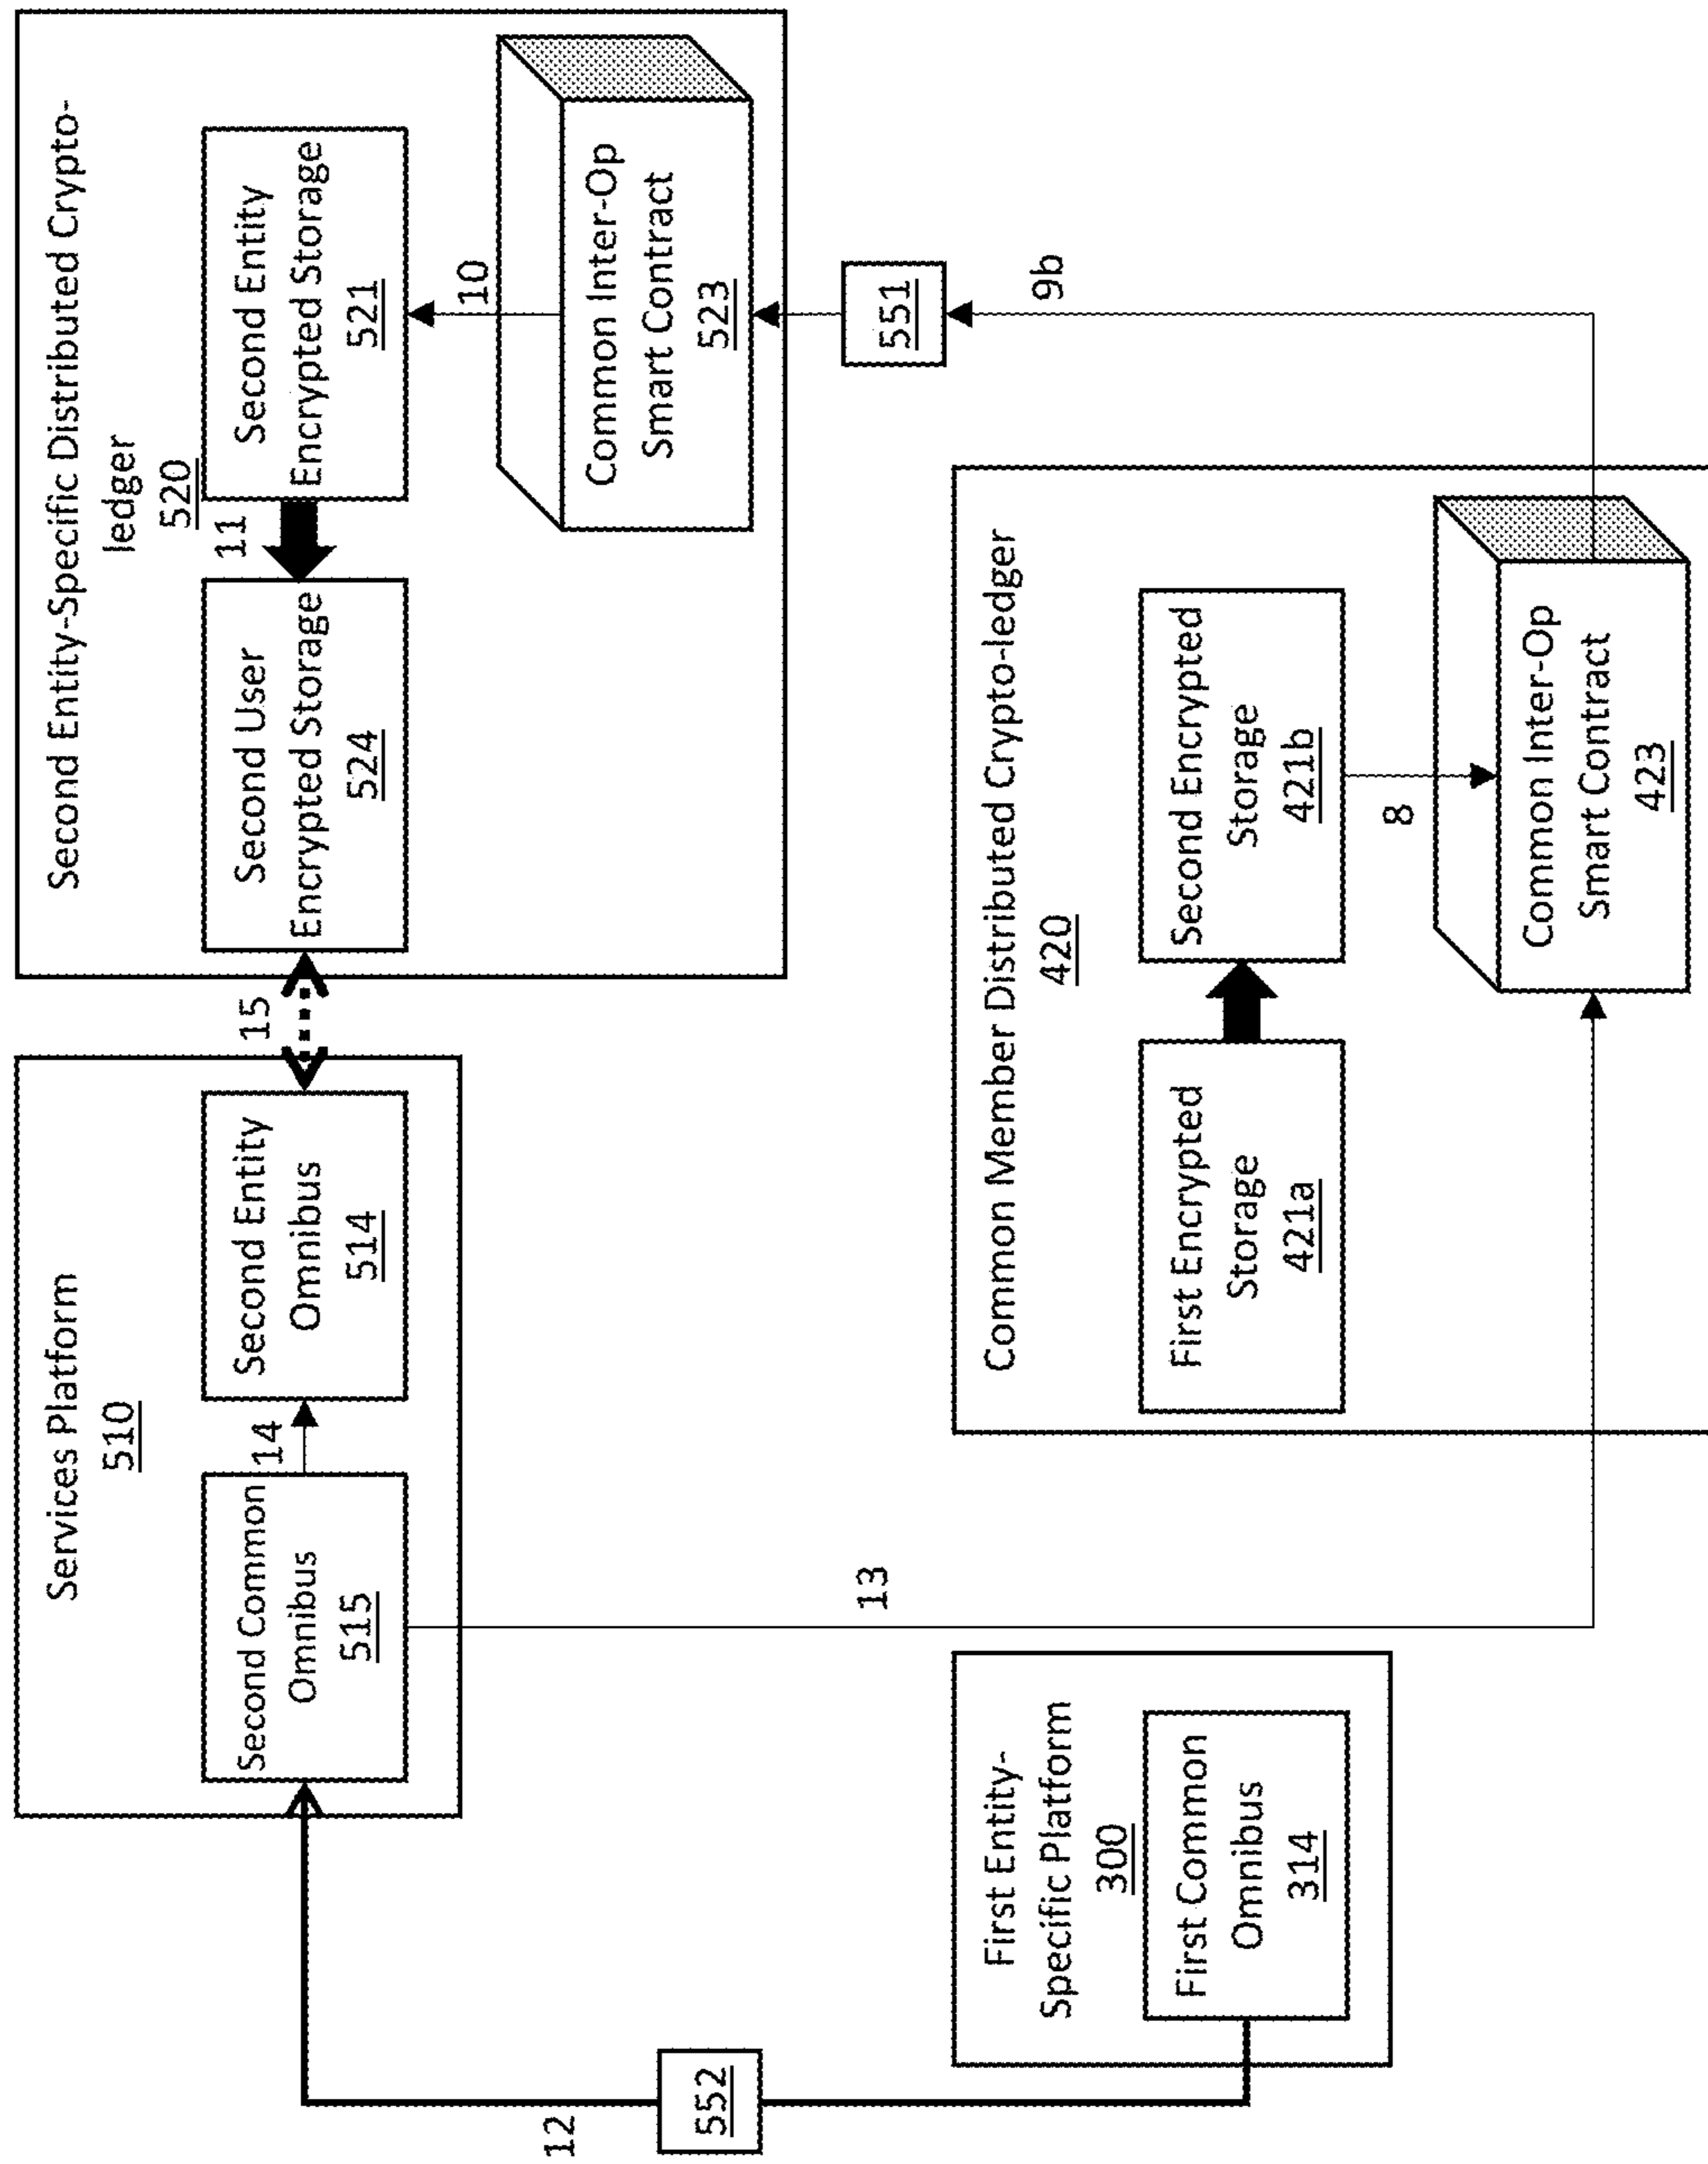 Services Platform
510
Second Common
Omnibus
515
14
Second Entity
Omnibus
514
15
Second Entity-Specific Distributed Crypto-
ledger
520
Second User
Encrypted Storage
524
11
Second Entity
Encrypted Storage
521
10
Common Inter-Op
Smart Contract
523
12
552
13
551
9b
First Entity-
Specific Platform
300
First Common
Omnibus
314
Common Member Distributed Crypto-ledger
420
First Encrypted
Storage
421a
Second Encrypted
Storage
421b
8
Common Inter-Op
Smart Contract
423